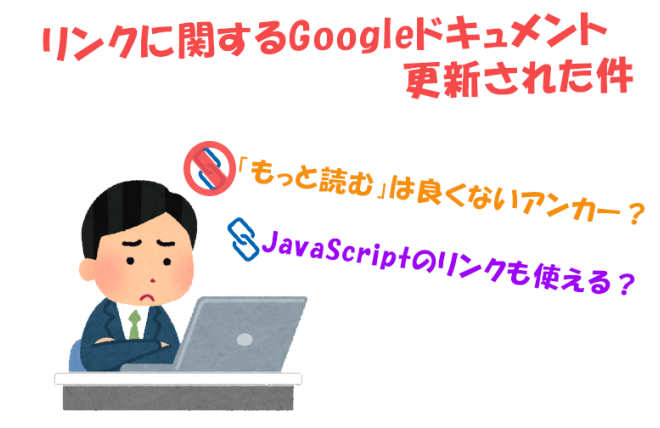 リンクに関するGoogleドキュメント
更新された件
「もっと読む」は良くないアンカー？
JavaScriptのリンクも使える？